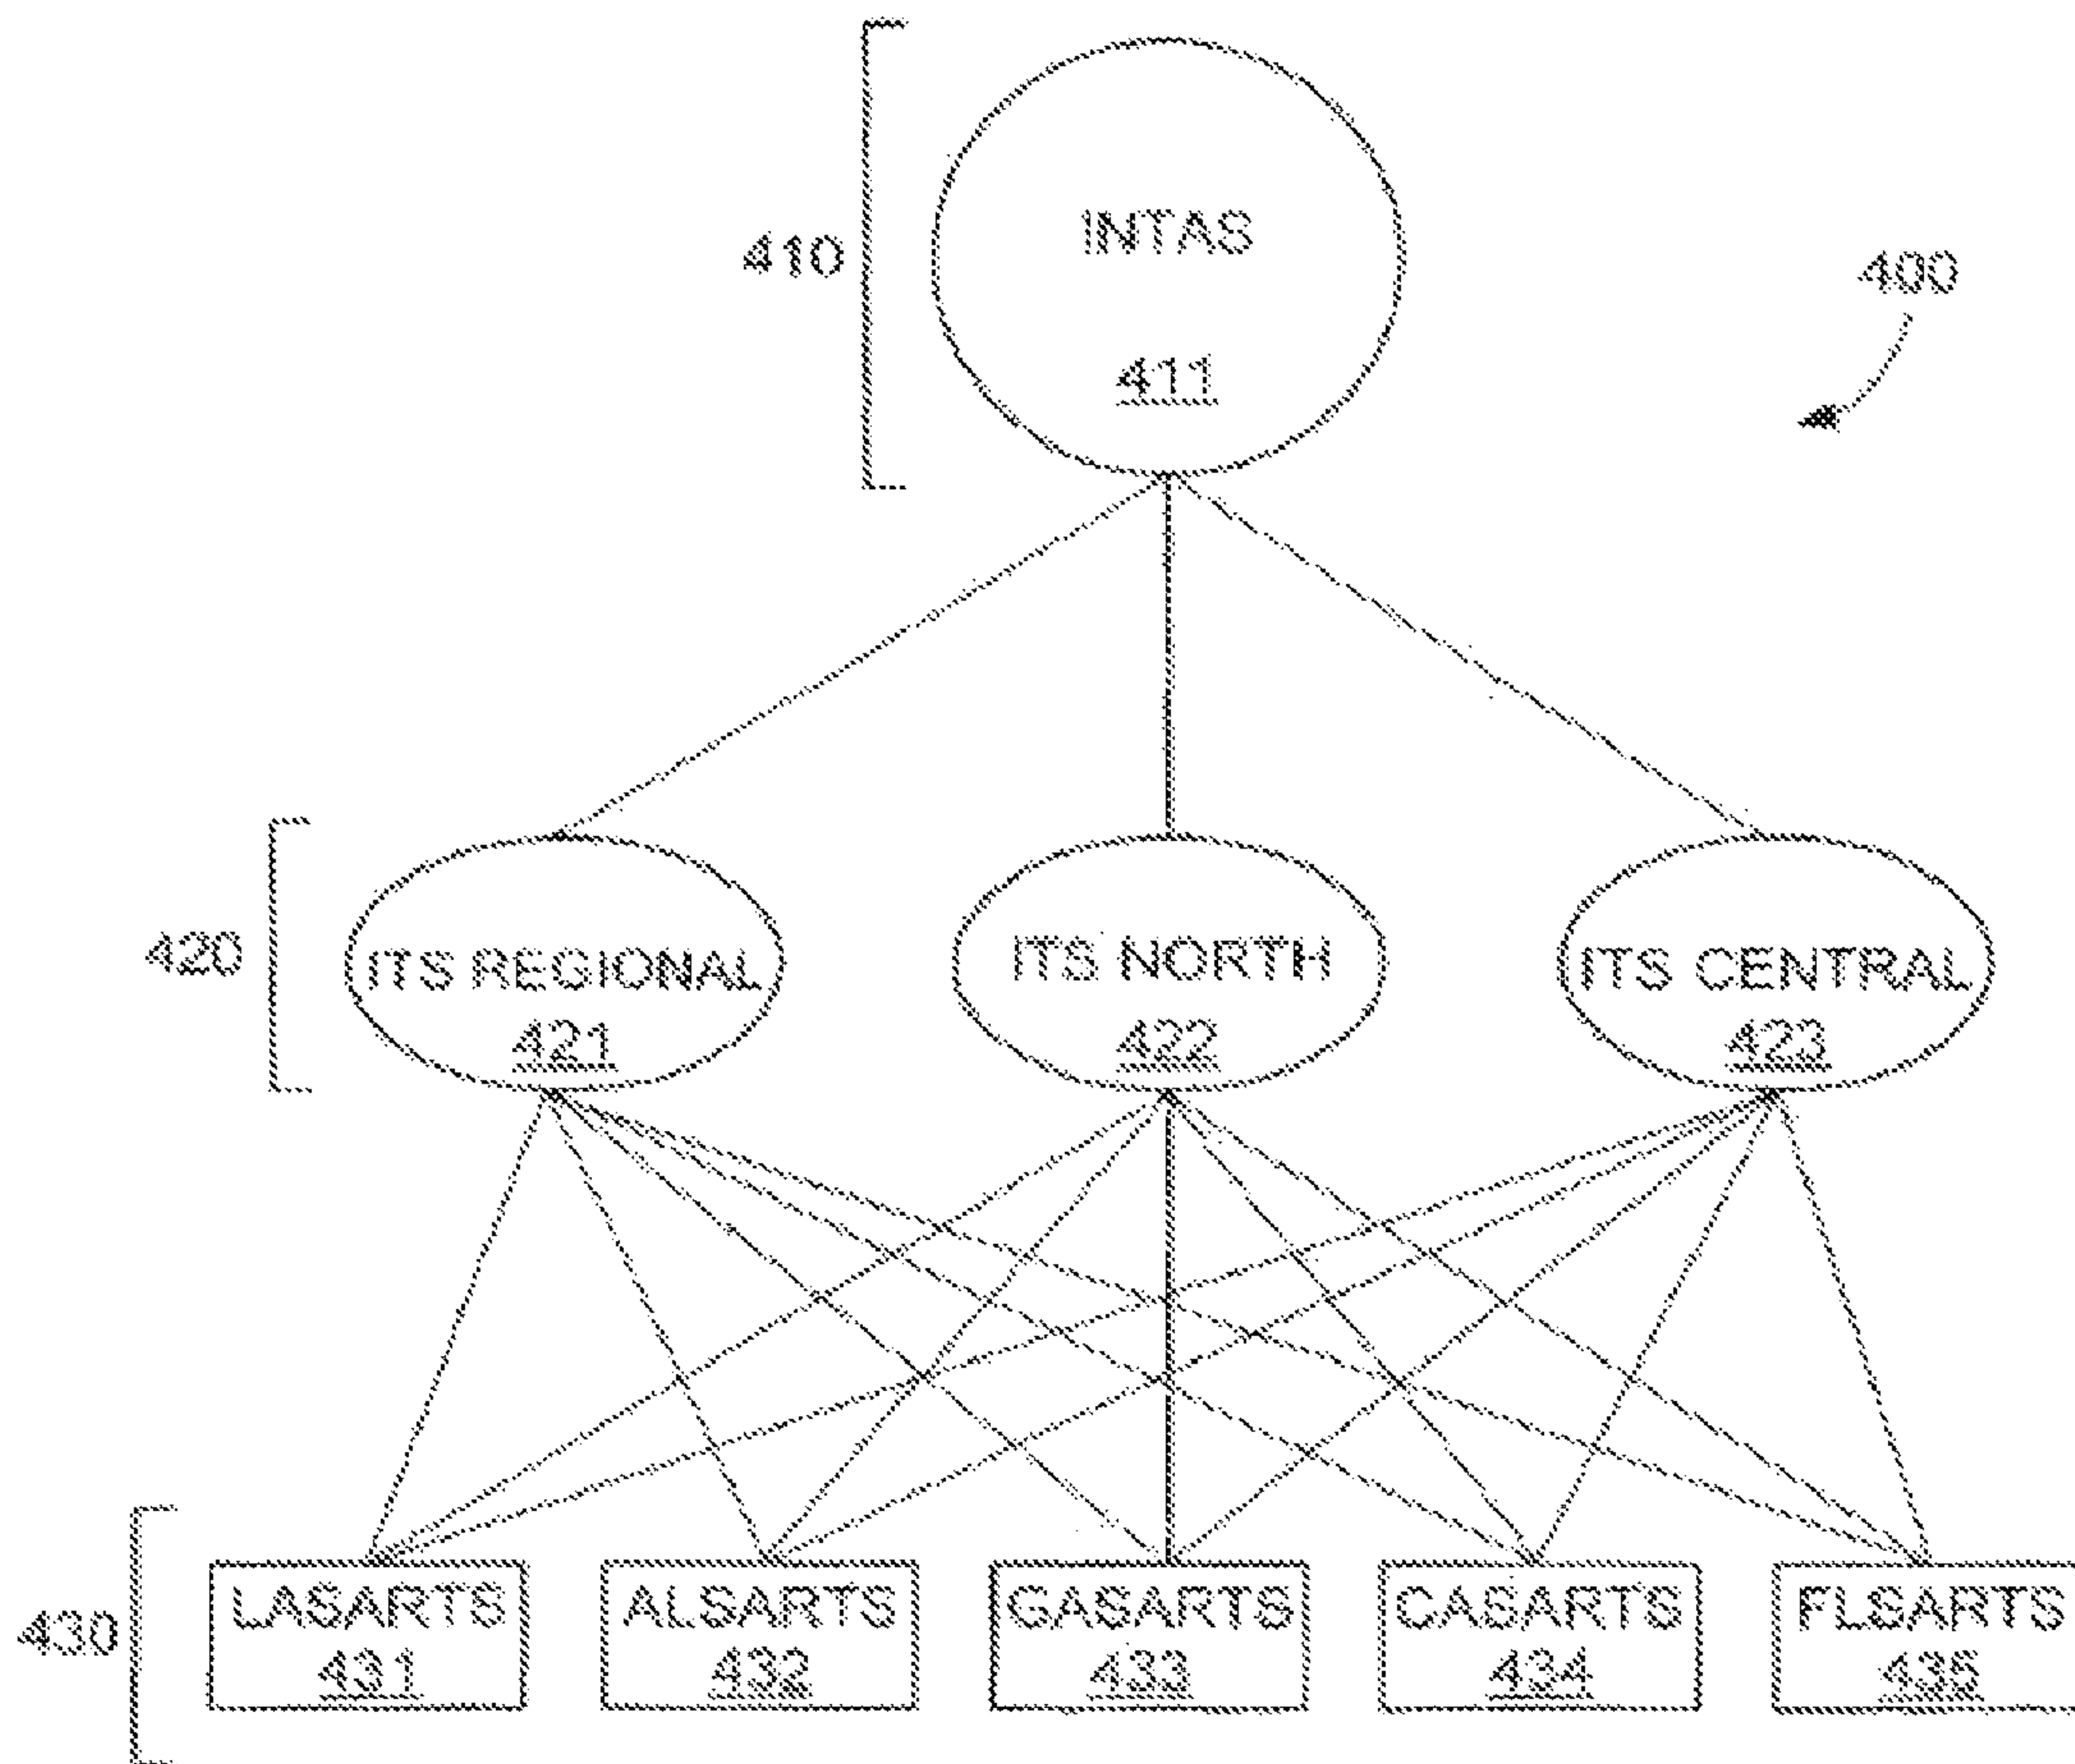 410
INTAS
411
400
420
ITS REGIONAL
421
ITS NORTH
422
ITS CENTRAL
423
430
LASARTS
431
ALSARTS
432
GASARTS
433
CASARTS
434
FLSARTS
435